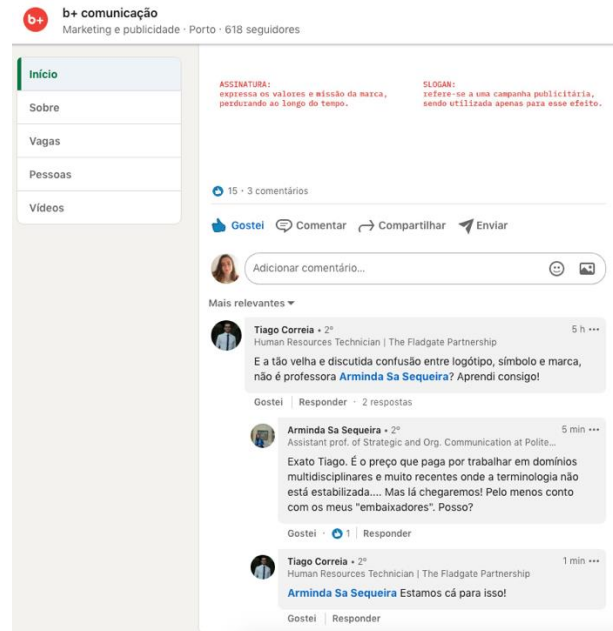 b+
b+ comunicação
Marketing e publicidade · Porto · 618 seguidores
Início
Sobre
Vagas
Pessoas
Vídeos
ASSINATURA:
expressa os valores e missão da marca,
perdurando ao longo do tempo.
SLOGAN:
refere-se a uma campanha publicitária,
sendo utilizada apenas para esse efeito.
15 · 3 comentários
Gostei
Comentar
Compartilhar
Enviar
Adicionar comentário...
Mais relevantes
Tiago Correia • 2º
5 h
Human Resources Technician | The Fladgate Partnership
E a tão velha e discutida confusão entre logótipo, símbolo e marca,
não é professora Arminda Sa Sequeira? Aprendi consigo!
Gostei | Responder · 2 respostas
Arminda Sa Sequeira • 2º
5 min
Assistant prof. of Strategic and Org. Communication at Polite...
Exato Tiago. É o preço que paga por trabalhar em domínios
multidisciplinares e muito recentes onde a terminologia não
está estabilizada.... Mas lá chegaremos! Pelo menos conto
com os meus "embaixadores". Posso?
Gostei · 1 | Responder
Tiago Correia • 2º
1 min
Human Resources Technician | The Fladgate Partnership
Arminda Sa Sequeira Estamos cá para isso!
Gostei | Responder